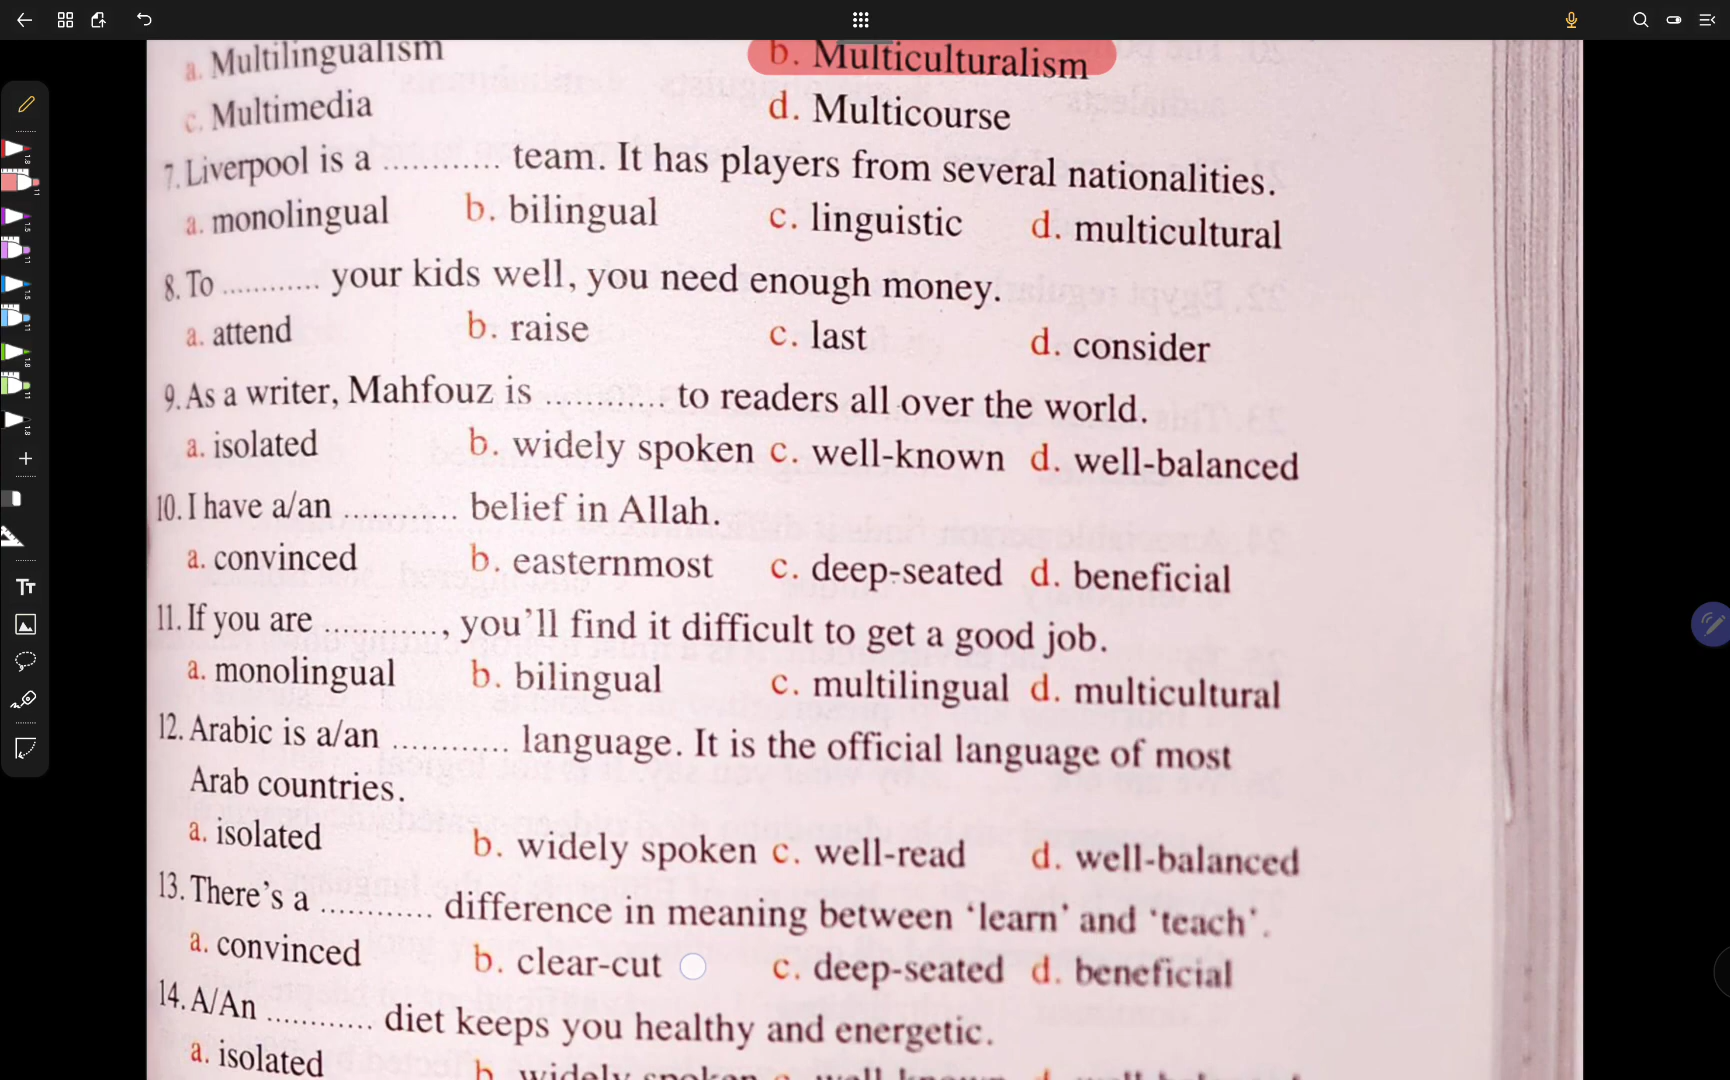 a. Multilingualism b. Multiculturalism
c. Multimedia d. Multicourse
7. Liverpool is a ............ team. It has players from several nationalities.
a. monolingual b. bilingual c. linguistic d. multicultural
8. To ............ your kids well, you need enough money.
a. attend b. raise c. last d. consider
9. As a writer, Mahfouz is ............ to readers all over the world.
a. isolated b. widely spoken c. well-known d. well-balanced
10. I have a/an ............ belief in Allah.
a. convinced b. easternmost c. deep-seated d. beneficial
11. If you are ............, you'll find it difficult to get a good job.
a. monolingual b. bilingual c. multilingual d. multicultural
12. Arabic is a/an ............ language. It is the official language of most
Arab countries.
a. isolated b. widely spoken c. well-read d. well-balanced
13. There's a ............ difference in meaning between 'learn' and 'teach'.
a. convinced b. clear-cut c. deep-seated d. beneficial
14. A/An ............ diet keeps you healthy and energetic.
a. isolated b. widely spoken c. well-known d. well-balanced